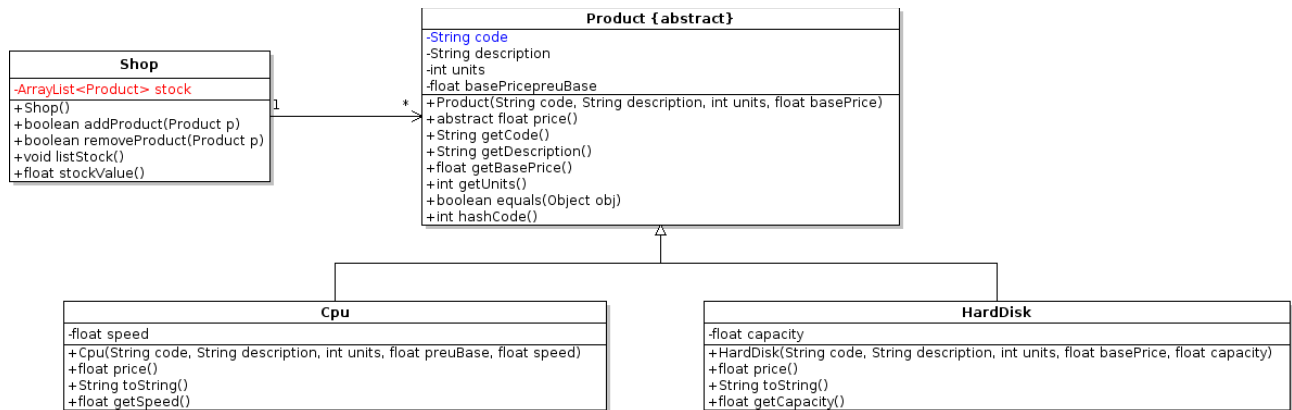 Product {abstract}
-String code
-String description
-int units
-float basePricepreuBase
+Product(String code, String description, int units, float basePrice)
+abstract float price()
+String getCode()
+String getDescription()
+float getBasePrice()
+int getUnits()
+boolean equals(Object obj)
+int hashCode()
Shop
-ArrayList<Product> stock
+Shop()
+boolean addProduct(Product p)
+boolean removeProduct(Product p)
+void listStock()
+float stockValue()
1
*
Cpu
-float speed
+Cpu(String code, String description, int units, float preuBase, float speed)
+float price()
+String toString()
+float getSpeed()
HardDisk
-float capacity
+HardDisk(String code, String description, int units, float basePrice, float capacity)
+float price()
+String toString()
+float getCapacity()